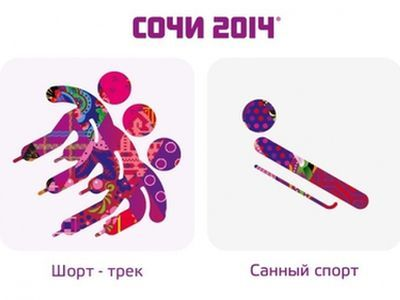 СОЧИ 2014®
Шорт - трек
Санный спорт